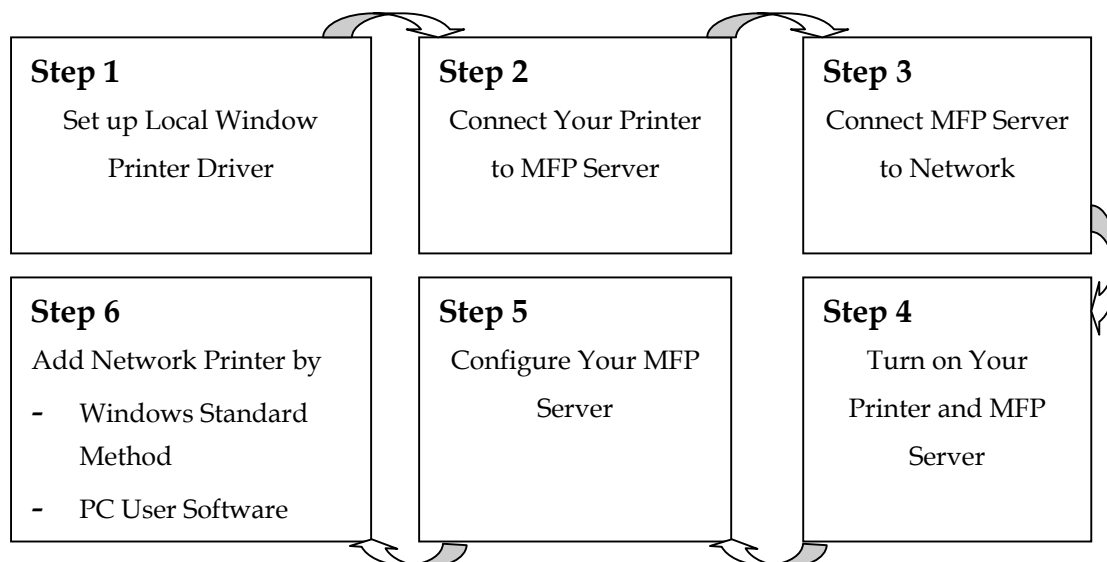 Step 1
Set up Local Window
Printer Driver
Step 2
Connect Your Printer
to MFP Server
Step 3
Connect MFP Server
to Network
Step 4
Turn on Your
Printer and MFP
Server
Step 5
Configure Your MFP
Server
Step 6
Add Network Printer by
- Windows Standard
Method
- PC User Software